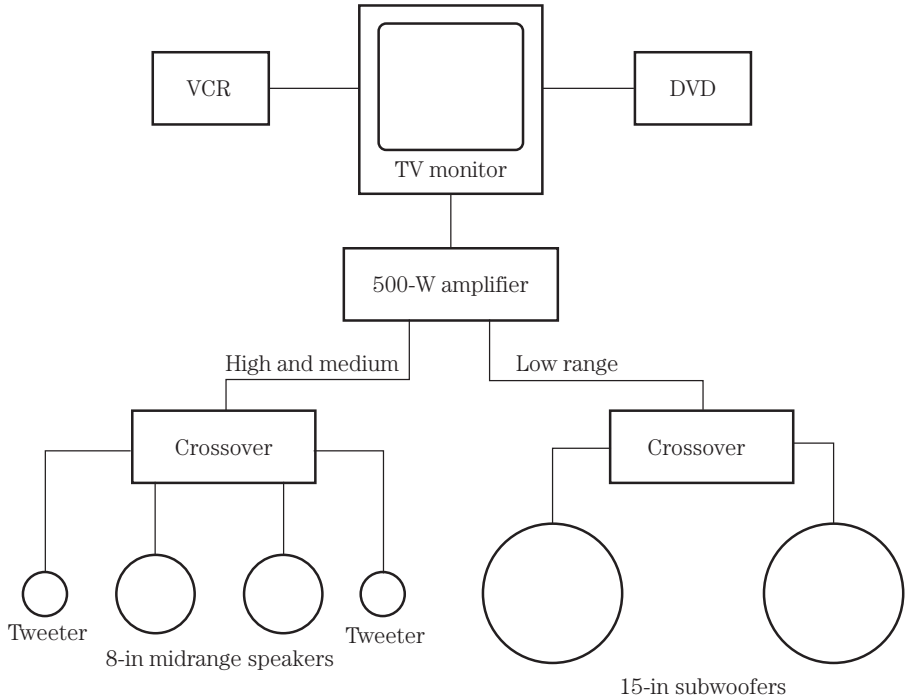 VCR
DVD
TV monitor
500-W amplifier
High and medium
Low range
Crossover
Crossover
Tweeter
Tweeter
8-in midrange speakers
15-in subwoofers